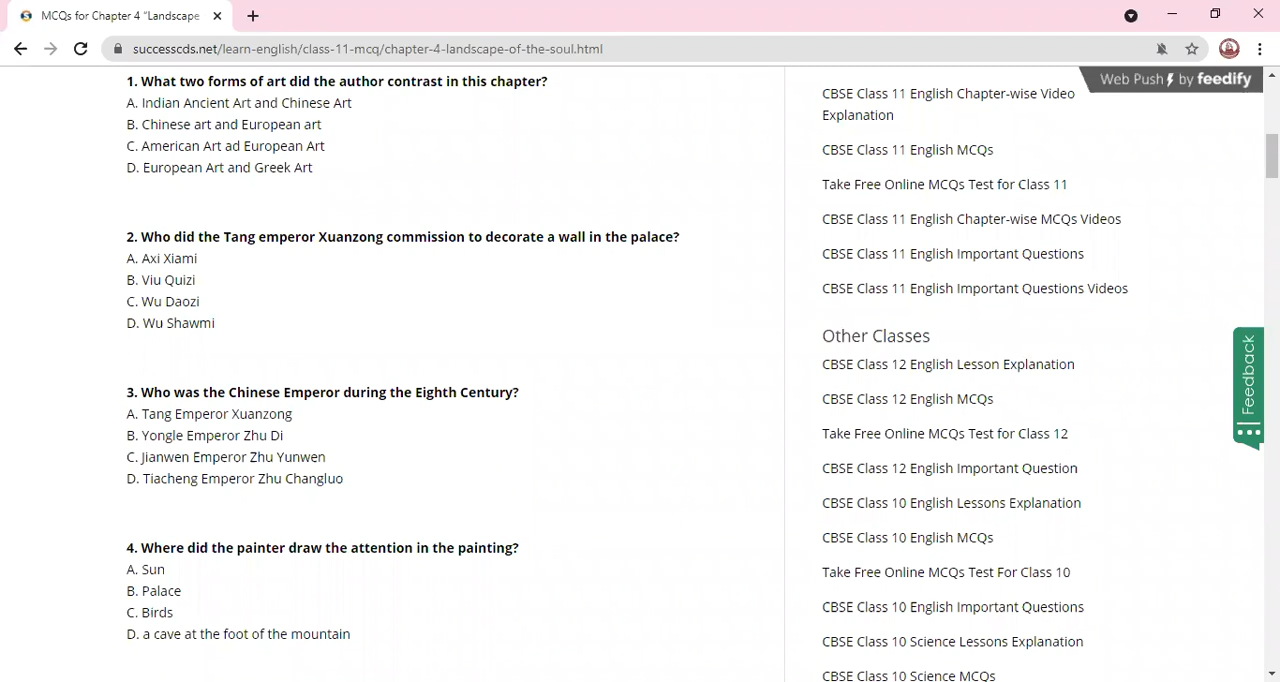 MCQs for Chapter 4 “Landscape
successcds.net/learn-english/class-11-mcq/chapter-4-landscape-of-the-soul.html
Web Push by feedify
1. What two forms of art did the author contrast in this chapter?
A. Indian Ancient Art and Chinese Art
B. Chinese art and European art
C. American Art ad European Art
D. European Art and Greek Art
2. Who did the Tang emperor Xuanzong commission to decorate a wall in the palace?
A. Axi Xiami
B. Viu Quizi
C. Wu Daozi
D. Wu Shawmi
3. Who was the Chinese Emperor during the Eighth Century?
A. Tang Emperor Xuanzong
B. Yongle Emperor Zhu Di
C. Jianwen Emperor Zhu Yunwen
D. Tiacheng Emperor Zhu Changluo
4. Where did the painter draw the attention in the painting?
A. Sun
B. Palace
C. Birds
D. a cave at the foot of the mountain
CBSE Class 11 English Chapter-wise Video
Explanation
CBSE Class 11 English MCQs
Take Free Online MCQs Test for Class 11
CBSE Class 11 English Chapter-wise MCQs Videos
CBSE Class 11 English Important Questions
CBSE Class 11 English Important Questions Videos
Other Classes
CBSE Class 12 English Lesson Explanation
CBSE Class 12 English MCQs
Take Free Online MCQs Test for Class 12
CBSE Class 12 English Important Question
CBSE Class 10 English Lessons Explanation
CBSE Class 10 English MCQs
Take Free Online MCQs Test For Class 10
CBSE Class 10 English Important Questions
CBSE Class 10 Science Lessons Explanation
CBSE Class 10 Science MCQs
Feedback